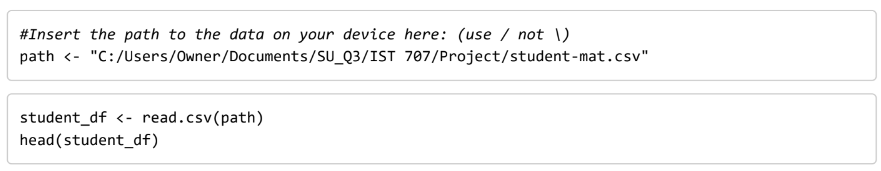 #Insert the path to the data on your device here: (use / not \)
path <- "C:/Users/Owner/Documents/SU_Q3/IST 707/Project/student-mat.csv"
student_df <- read.csv(path)
head(student_df)